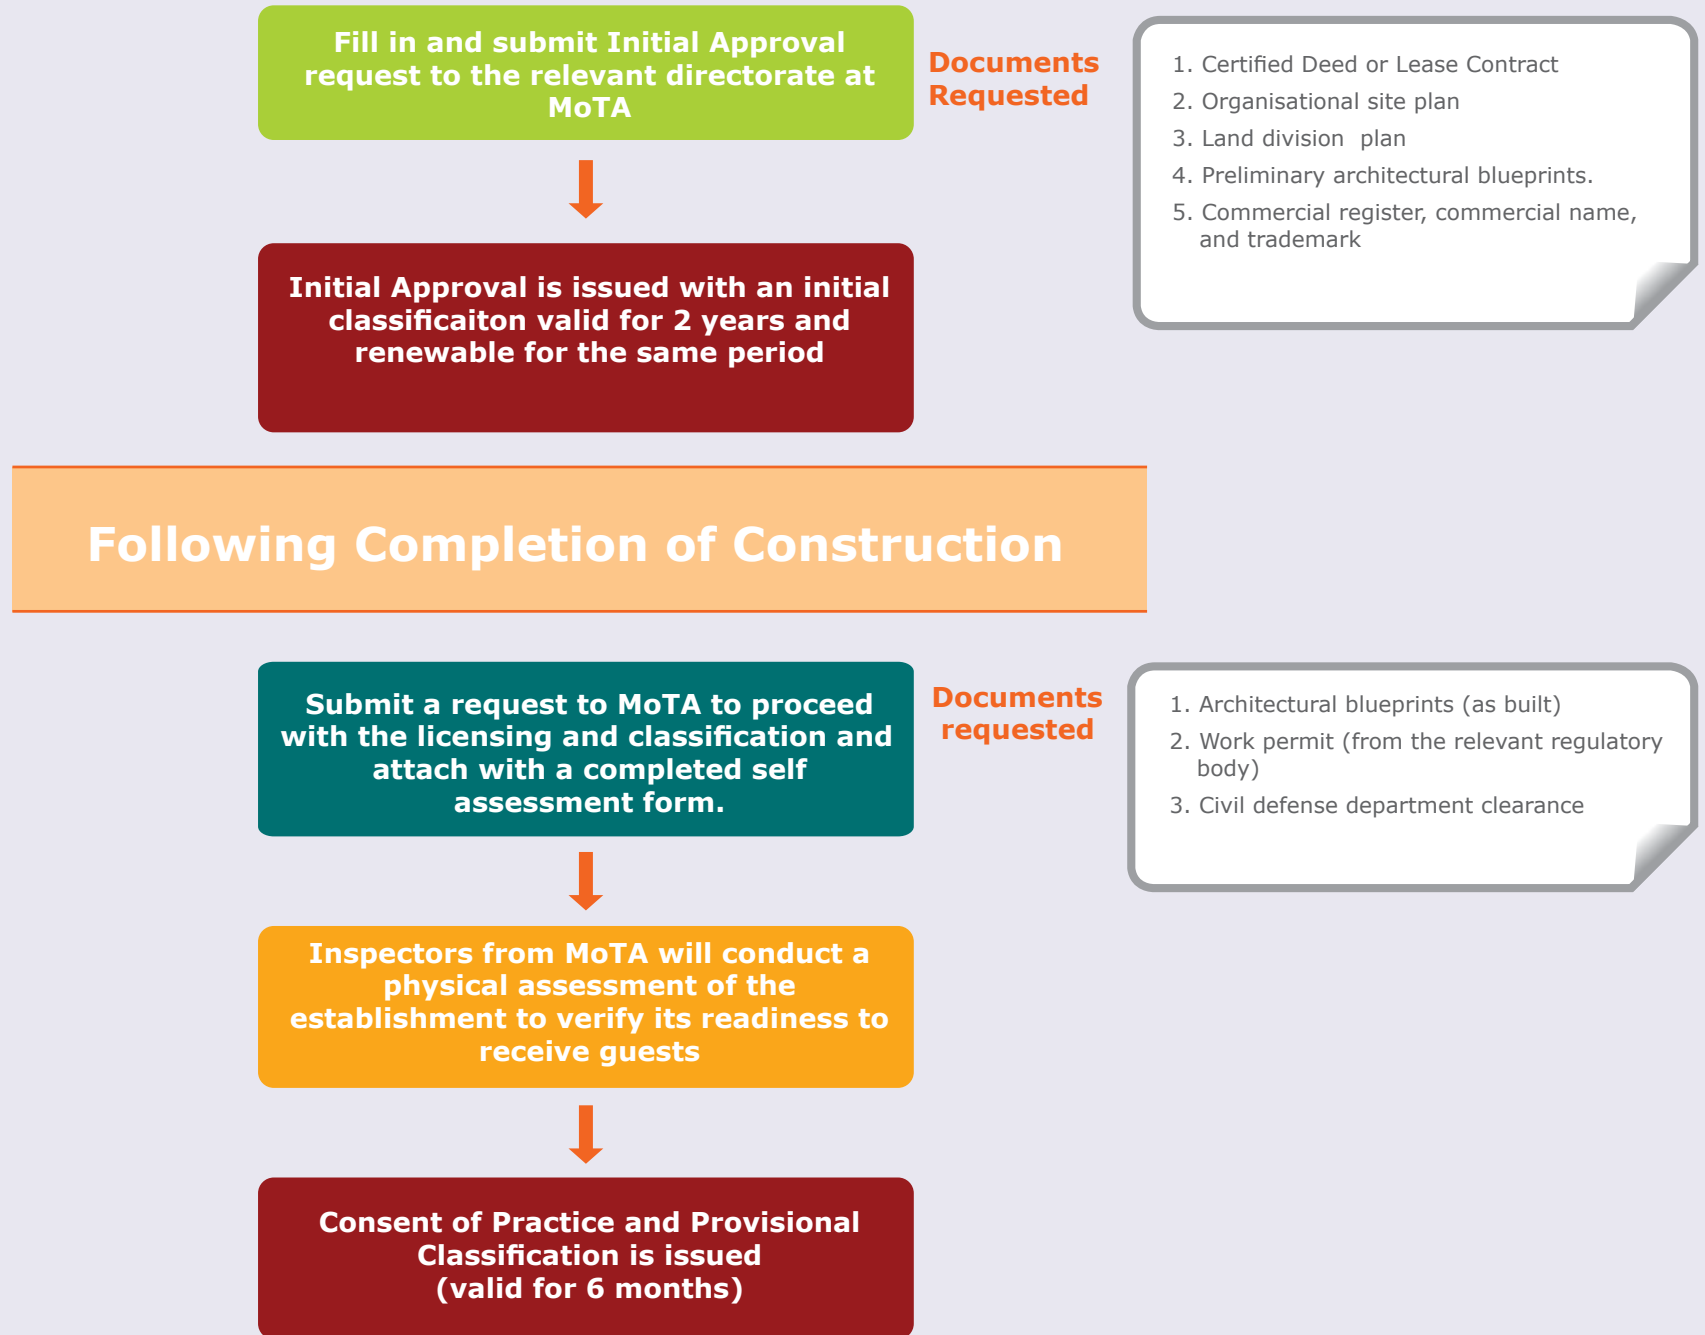 Fill in and submit Initial Approval
request to the relevant directorate at
MoTA
Documents
Requested
1. Certified Deed or Lease Contract
2. Organisational site plan
3. Land division plan
4. Preliminary architectural blueprints.
5. Commercial register, commercial name,
and trademark
Initial Approval is issued with an initial
classificaiton valid for 2 years and
renewable for the same period
Following Completion of Construction
Submit a request to MoTA to proceed
with the licensing and classification and
attach with a completed self
assessment form.
Documents
requested
1. Architectural blueprints (as built)
2. Work permit (from the relevant regulatory
body)
3. Civil defense department clearance
Inspectors from MoTA will conduct a
physical assessment of the
establishment to verify its readiness to
receive guests
Consent of Practice and Provisional
Classification is issued
(valid for 6 months)